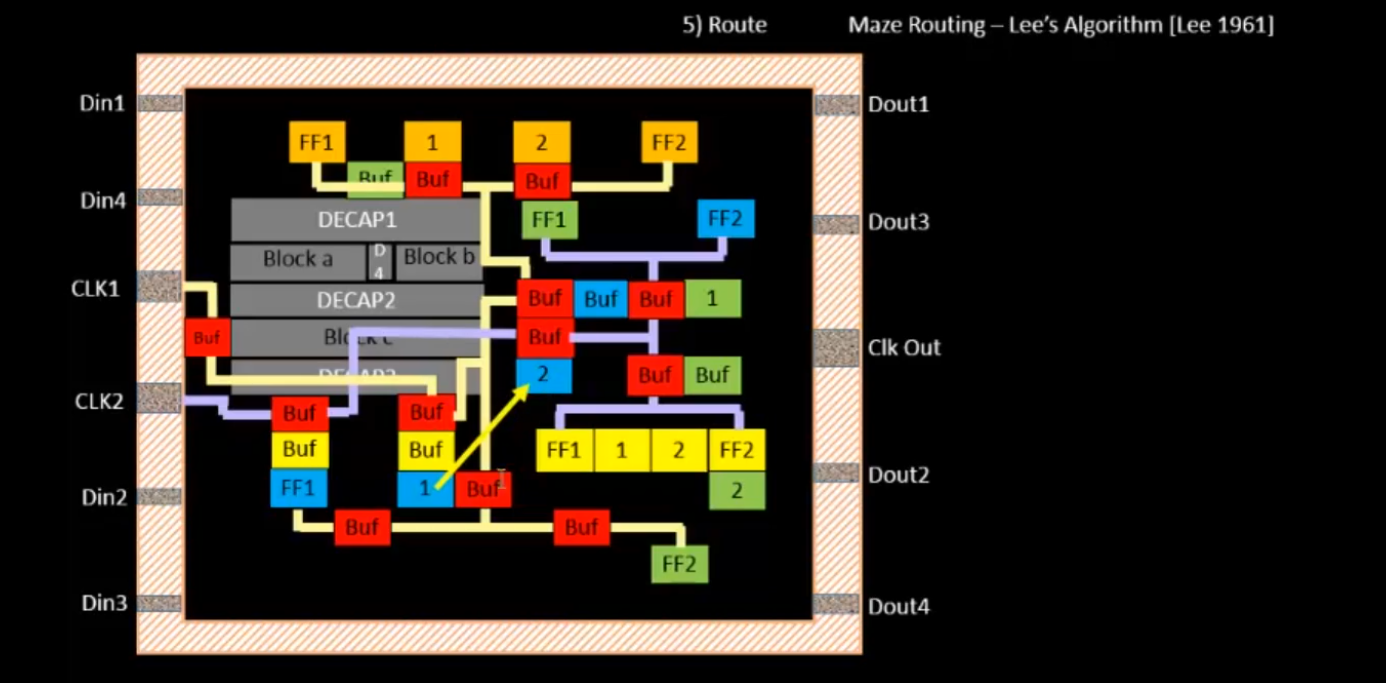 5) Route Maze Routing – Lee's Algorithm [Lee 1961]
Din1 Dout1
FF1 1 2 FF2
Buf Buf Buf
Din4 DECAP1 FF1 FF2 Dout3
Block a D4 Block b
CLK1 DECAP2 Buf Buf Buf 1
Buf Block c Buf Clk Out
DECAP3 2 Buf Buf
CLK2 Buf Buf
Buf Buf FF1 1 2 FF2
Din2 FF1 1 Buf 2 Dout2
Buf Buf
FF2
Din3 Dout4